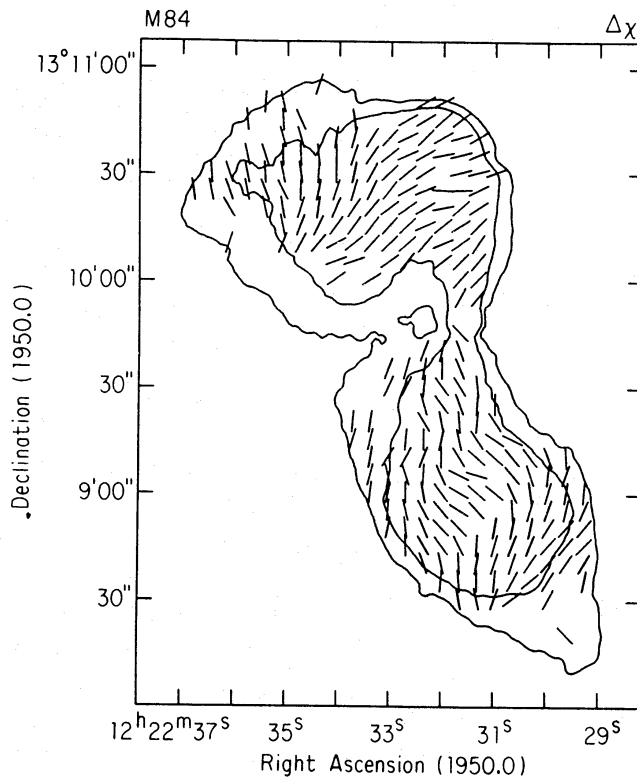 M84 Δχ
13°11'00"
30"
10'00"
30"
9'00"
30"
Declination (1950.0)
12ʰ22ᵐ37ˢ 35ˢ 33ˢ 31ˢ 29ˢ
Right Ascension (1950.0)